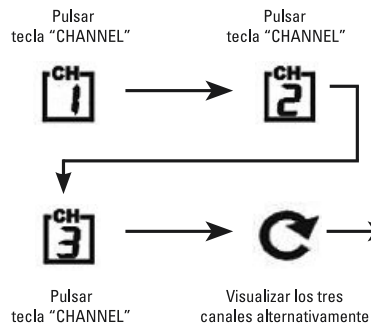 Pulsar
tecla “CHANNEL”
Pulsar
tecla “CHANNEL”
CH
1
CH
2
CH
3
Pulsar
tecla “CHANNEL”
Visualizar los tres
canales alternativamente